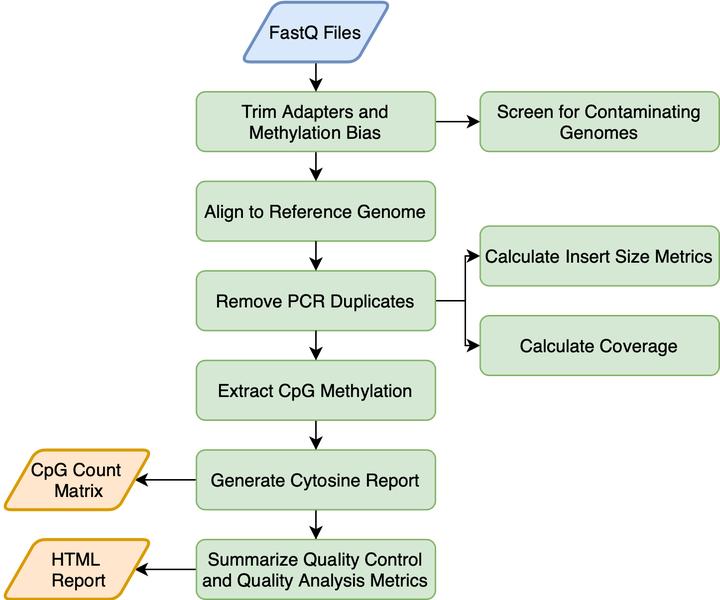 FastQ Files
Trim Adapters and
Methylation Bias
Screen for Contaminating
Genomes
Align to Reference Genome
Remove PCR Duplicates
Calculate Insert Size Metrics
Calculate Coverage
Extract CpG Methylation
CpG Count
Matrix
Generate Cytosine Report
HTML
Report
Summarize Quality Control
and Quality Analysis Metrics